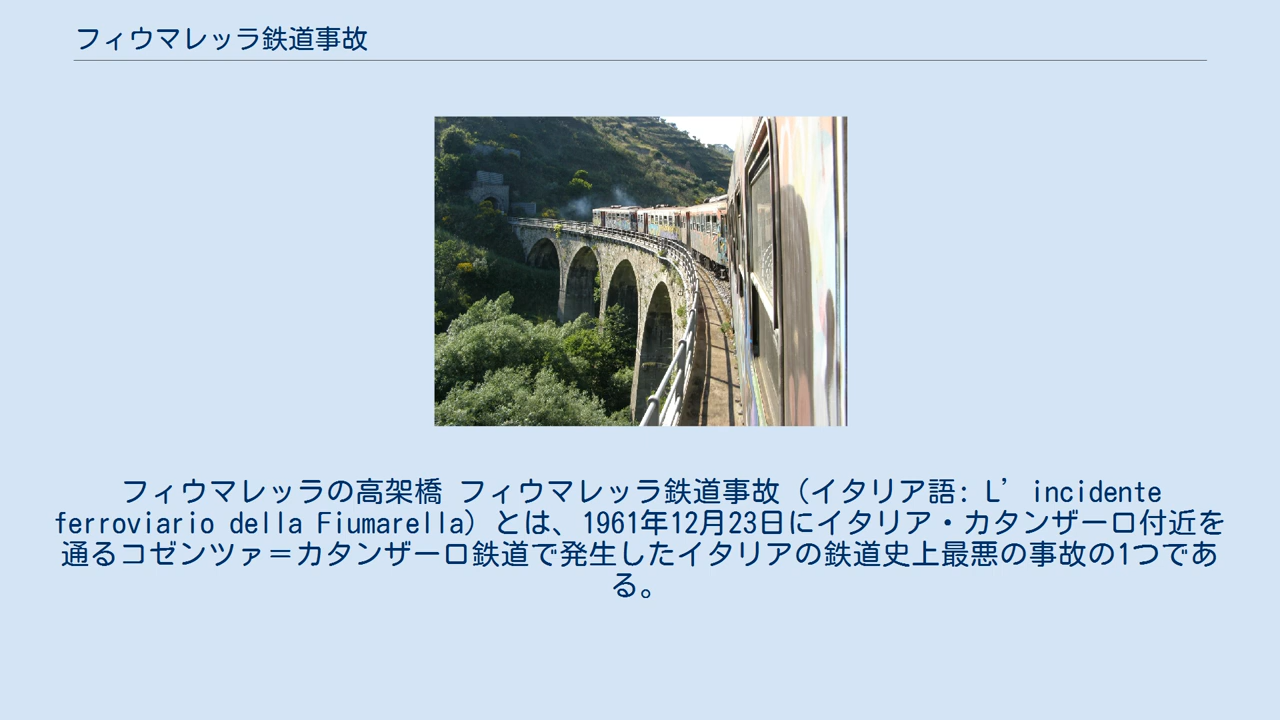 フィウマレッラ鉄道事故
フィウマレッラの高架橋 フィウマレッラ鉄道事故（イタリア語: L’incidente
ferroviario della Fiumarella）とは、1961年12月23日にイタリア・カタンザーロ付近を
通るコゼンツァ＝カタンザーロ鉄道で発生したイタリアの鉄道史上最悪の事故の1つであ
る。